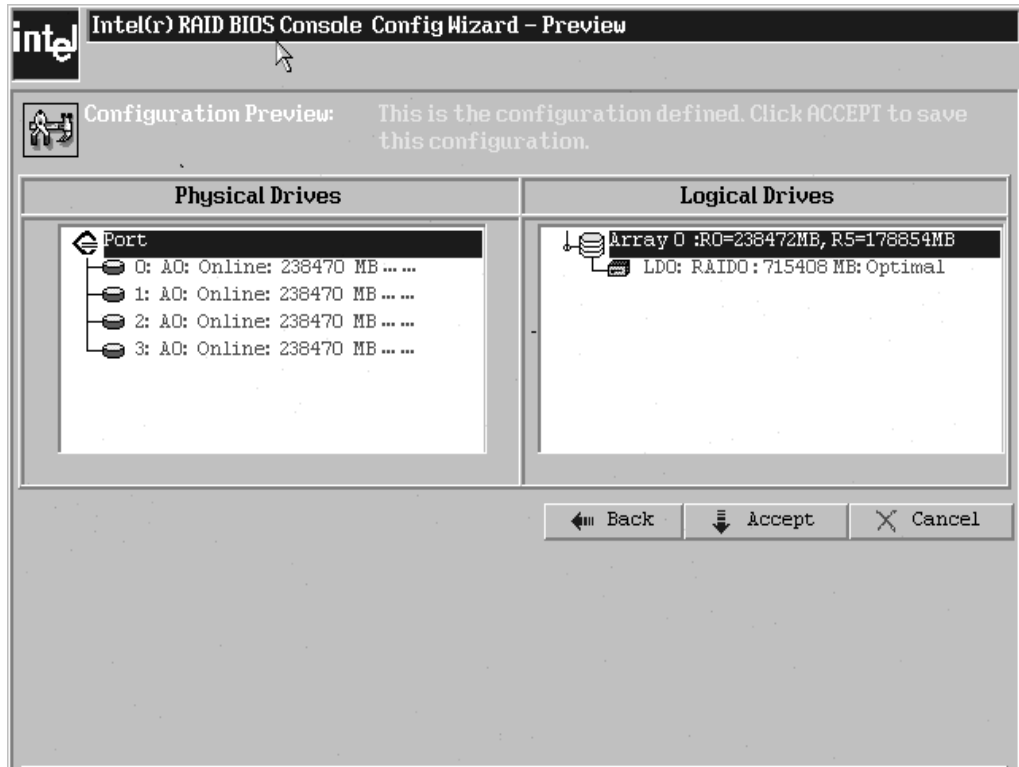 intel
Intel(r) RAID BIOS Console Config Wizard – Preview
Configuration Preview: This is the configuration defined. Click ACCEPT to save
this configuration.
Physical Drives
Logical Drives
Port
0: A0: Online: 238470 MB ... ...
1: A0: Online: 238470 MB ... ...
2: A0: Online: 238470 MB ... ...
3: A0: Online: 238470 MB ... ...
Array 0 :R0=238472MB, R5=178854MB
LD0: RAID0 : 715408 MB: Optimal
Back
Accept
Cancel